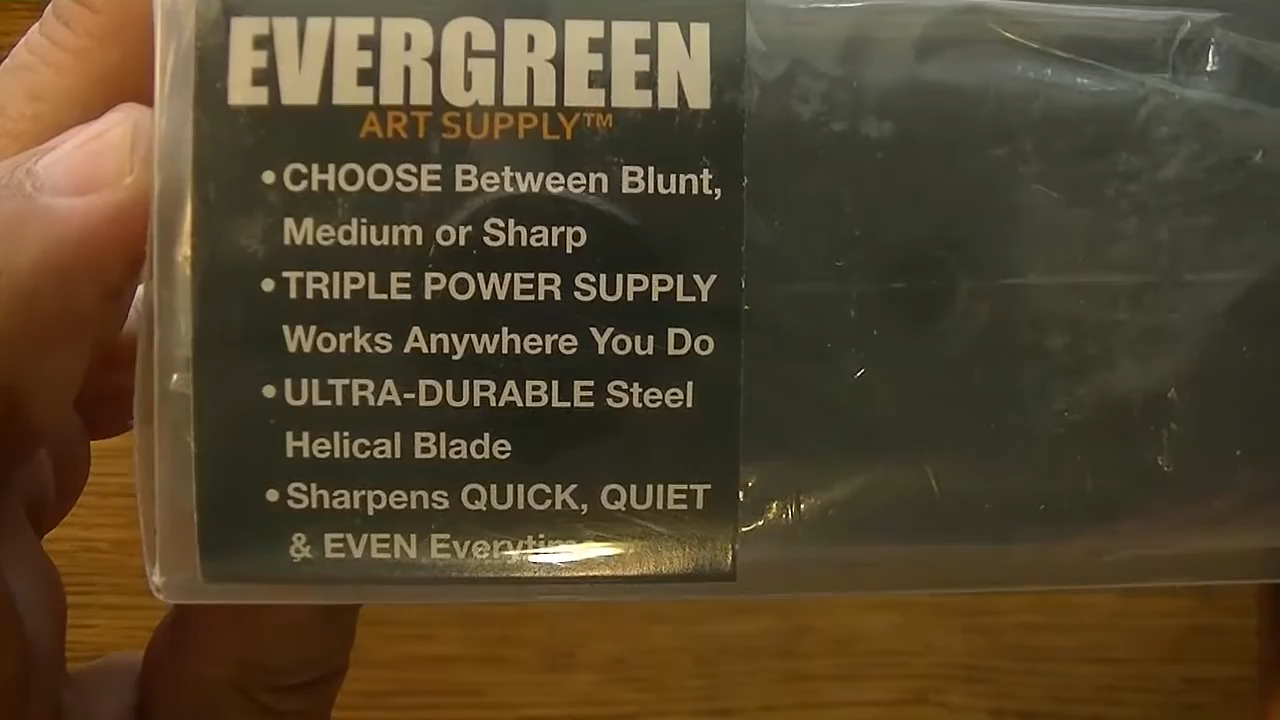 EVERGREEN
ART SUPPLY™
•CHOOSE Between Blunt,
Medium or Sharp
•TRIPLE POWER SUPPLY
Works Anywhere You Do
•ULTRA-DURABLE Steel
Helical Blade
•Sharpens QUICK, QUIET
& EVEN Everytime